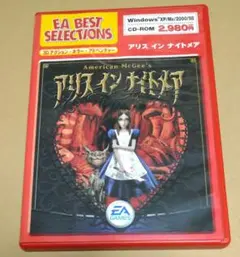 EA BEST
SELECTIONS
3Dアクション・ホラー・アドベンチャー
Windows XP/Me/2000/98
CD-ROM 2,980円
アリス イン ナイトメア
American McGee's
アリス イン ナイトメア
EA
GAMES